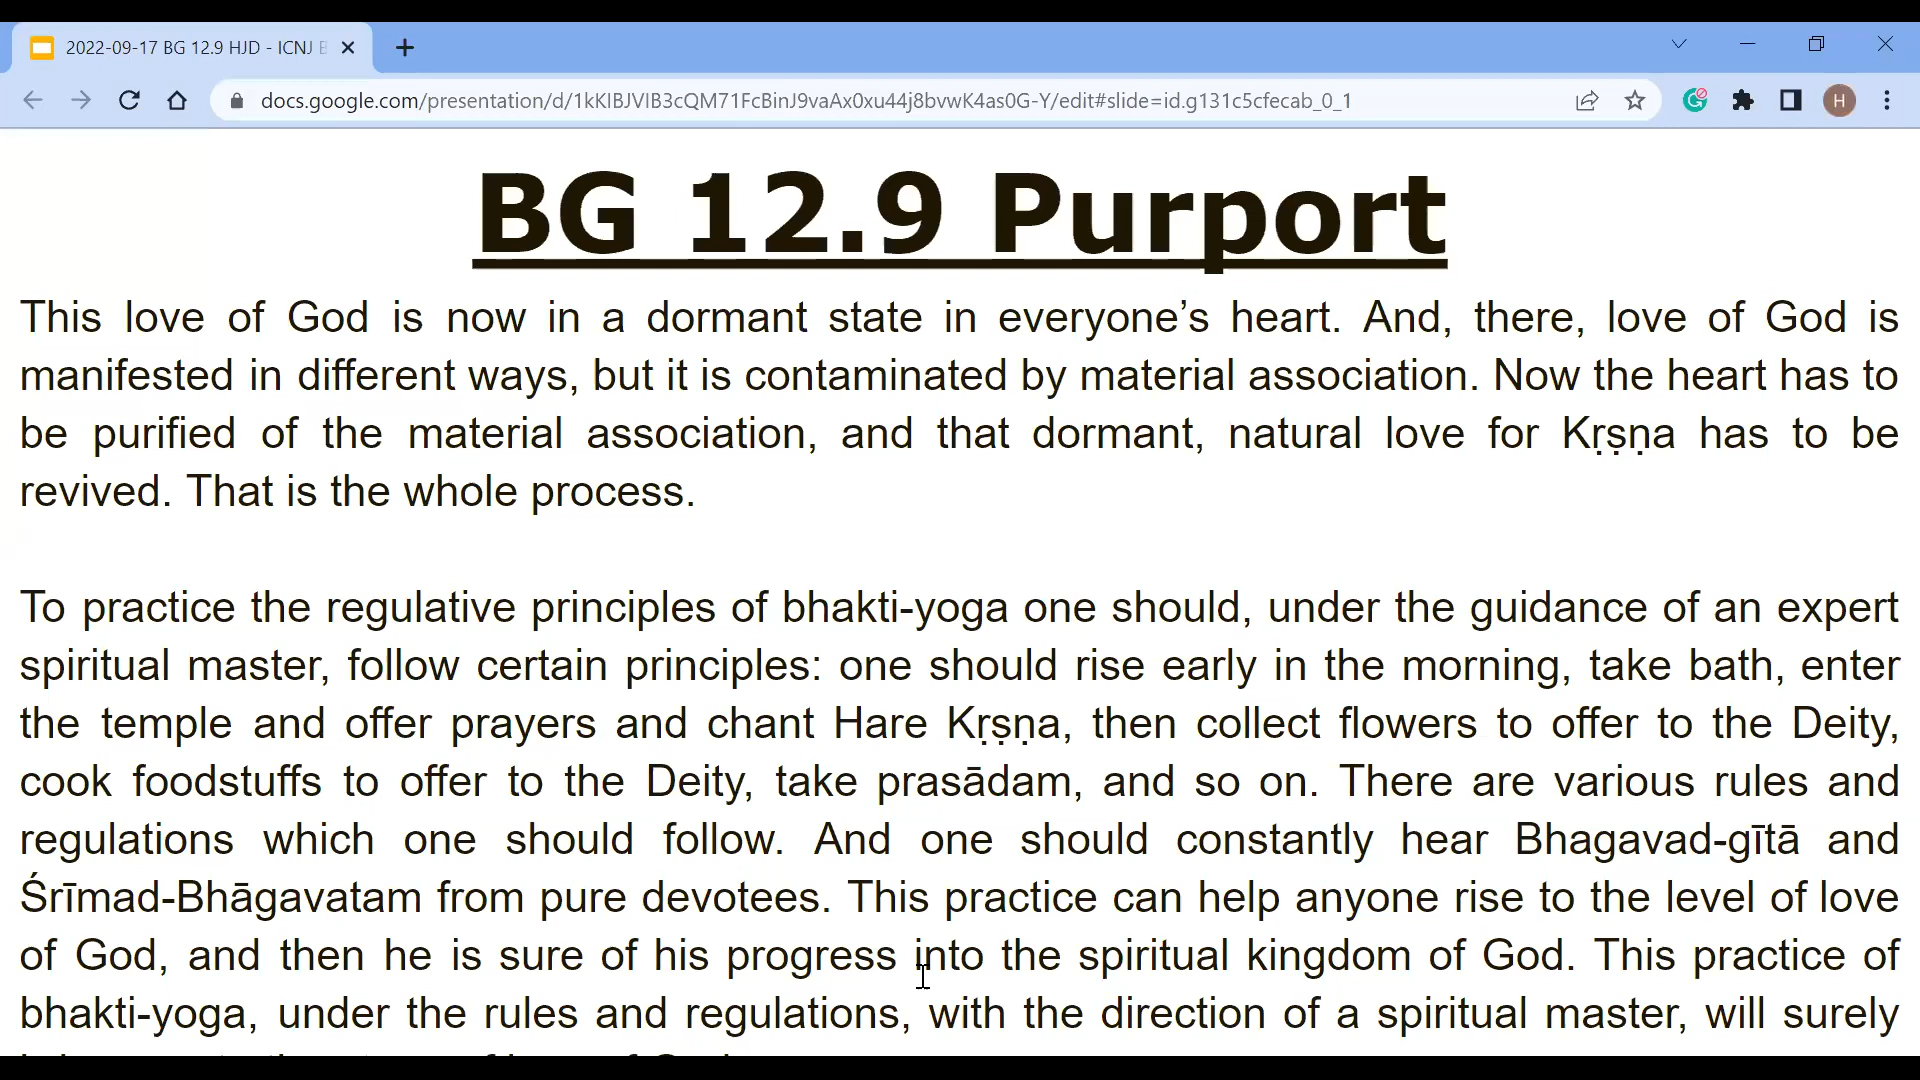 2022-09-17 BG 12.9 HJD - ICNJ B
docs.google.com/presentation/d/1kKIBJVIB3cQM71FcBinJ9vaAx0xu44j8bvwK4as0G-Y/edit#slide=id.g131c5cfecab_0_1
H
BG 12.9 Purport
This love of God is now in a dormant state in everyone’s heart. And, there, love of God is
manifested in different ways, but it is contaminated by material association. Now the heart has to
be purified of the material association, and that dormant, natural love for Kṛṣṇa has to be
revived. That is the whole process.
To practice the regulative principles of bhakti-yoga one should, under the guidance of an expert
spiritual master, follow certain principles: one should rise early in the morning, take bath, enter
the temple and offer prayers and chant Hare Kṛṣṇa, then collect flowers to offer to the Deity,
cook foodstuffs to offer to the Deity, take prasādam, and so on. There are various rules and
regulations which one should follow. And one should constantly hear Bhagavad-gītā and
Śrīmad-Bhāgavatam from pure devotees. This practice can help anyone rise to the level of love
of God, and then he is sure of his progress into the spiritual kingdom of God. This practice of
bhakti-yoga, under the rules and regulations, with the direction of a spiritual master, will surely